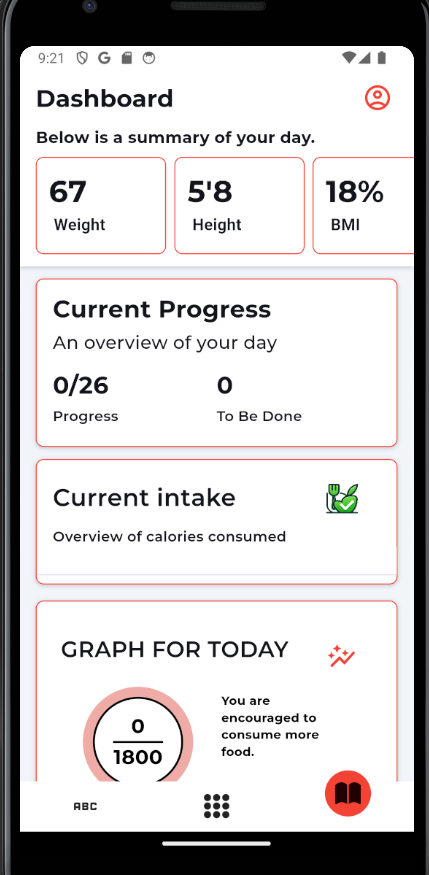 9:21
Dashboard
Below is a summary of your day.
67
Weight
5'8
Height
18%
BMI
Current Progress
An overview of your day
0/26
Progress
0
To Be Done
Current intake
Overview of calories consumed
GRAPH FOR TODAY
0
1800
You are
encouraged to
consume more
food.
ABC